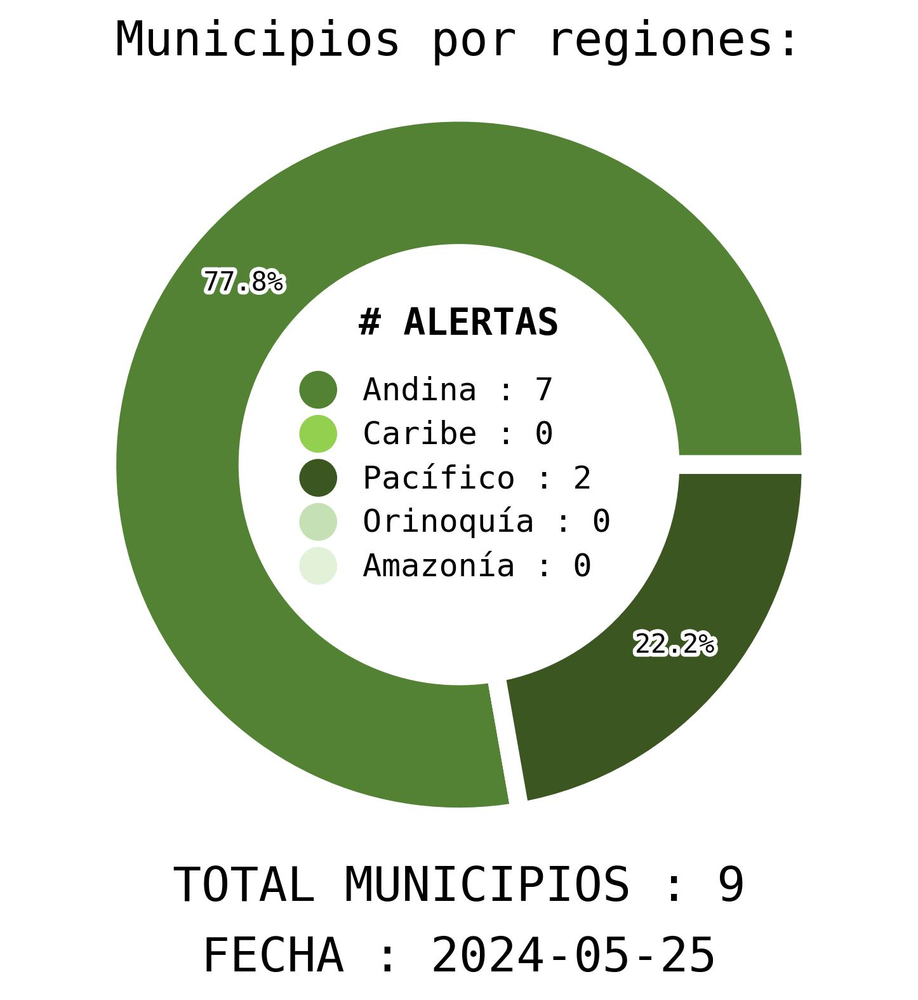 Municipios por regiones:
77.8%
# ALERTAS
Andina : 7
Caribe : 0
Pacífico : 2
Orinoquía : 0
Amazonía : 0
22.2%
TOTAL MUNICIPIOS : 9
FECHA : 2024-05-25